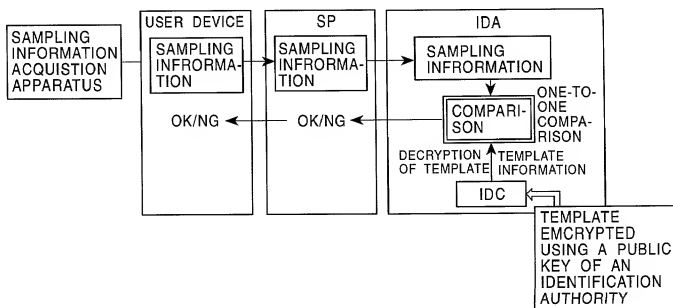 USER DEVICE
SP
IDA
SAMPLING
INFORMATION
ACQUISTION
APPARATUS
SAMPLING
INFRORMA-
TION
SAMPLING
INFRORMA-
TION
SAMPLING
INFRORMATION
OK/NG
OK/NG
COMPARI-
SON
ONE-TO-
ONE
COMPA-
RISON
DECRYPTION
OF TEMPLATE
TEMPLATE
INFORMATION
IDC
TEMPLATE
EMCRYPTED
USING A PUBLIC
KEY OF AN
IDENTIFICATION
AUTHORITY